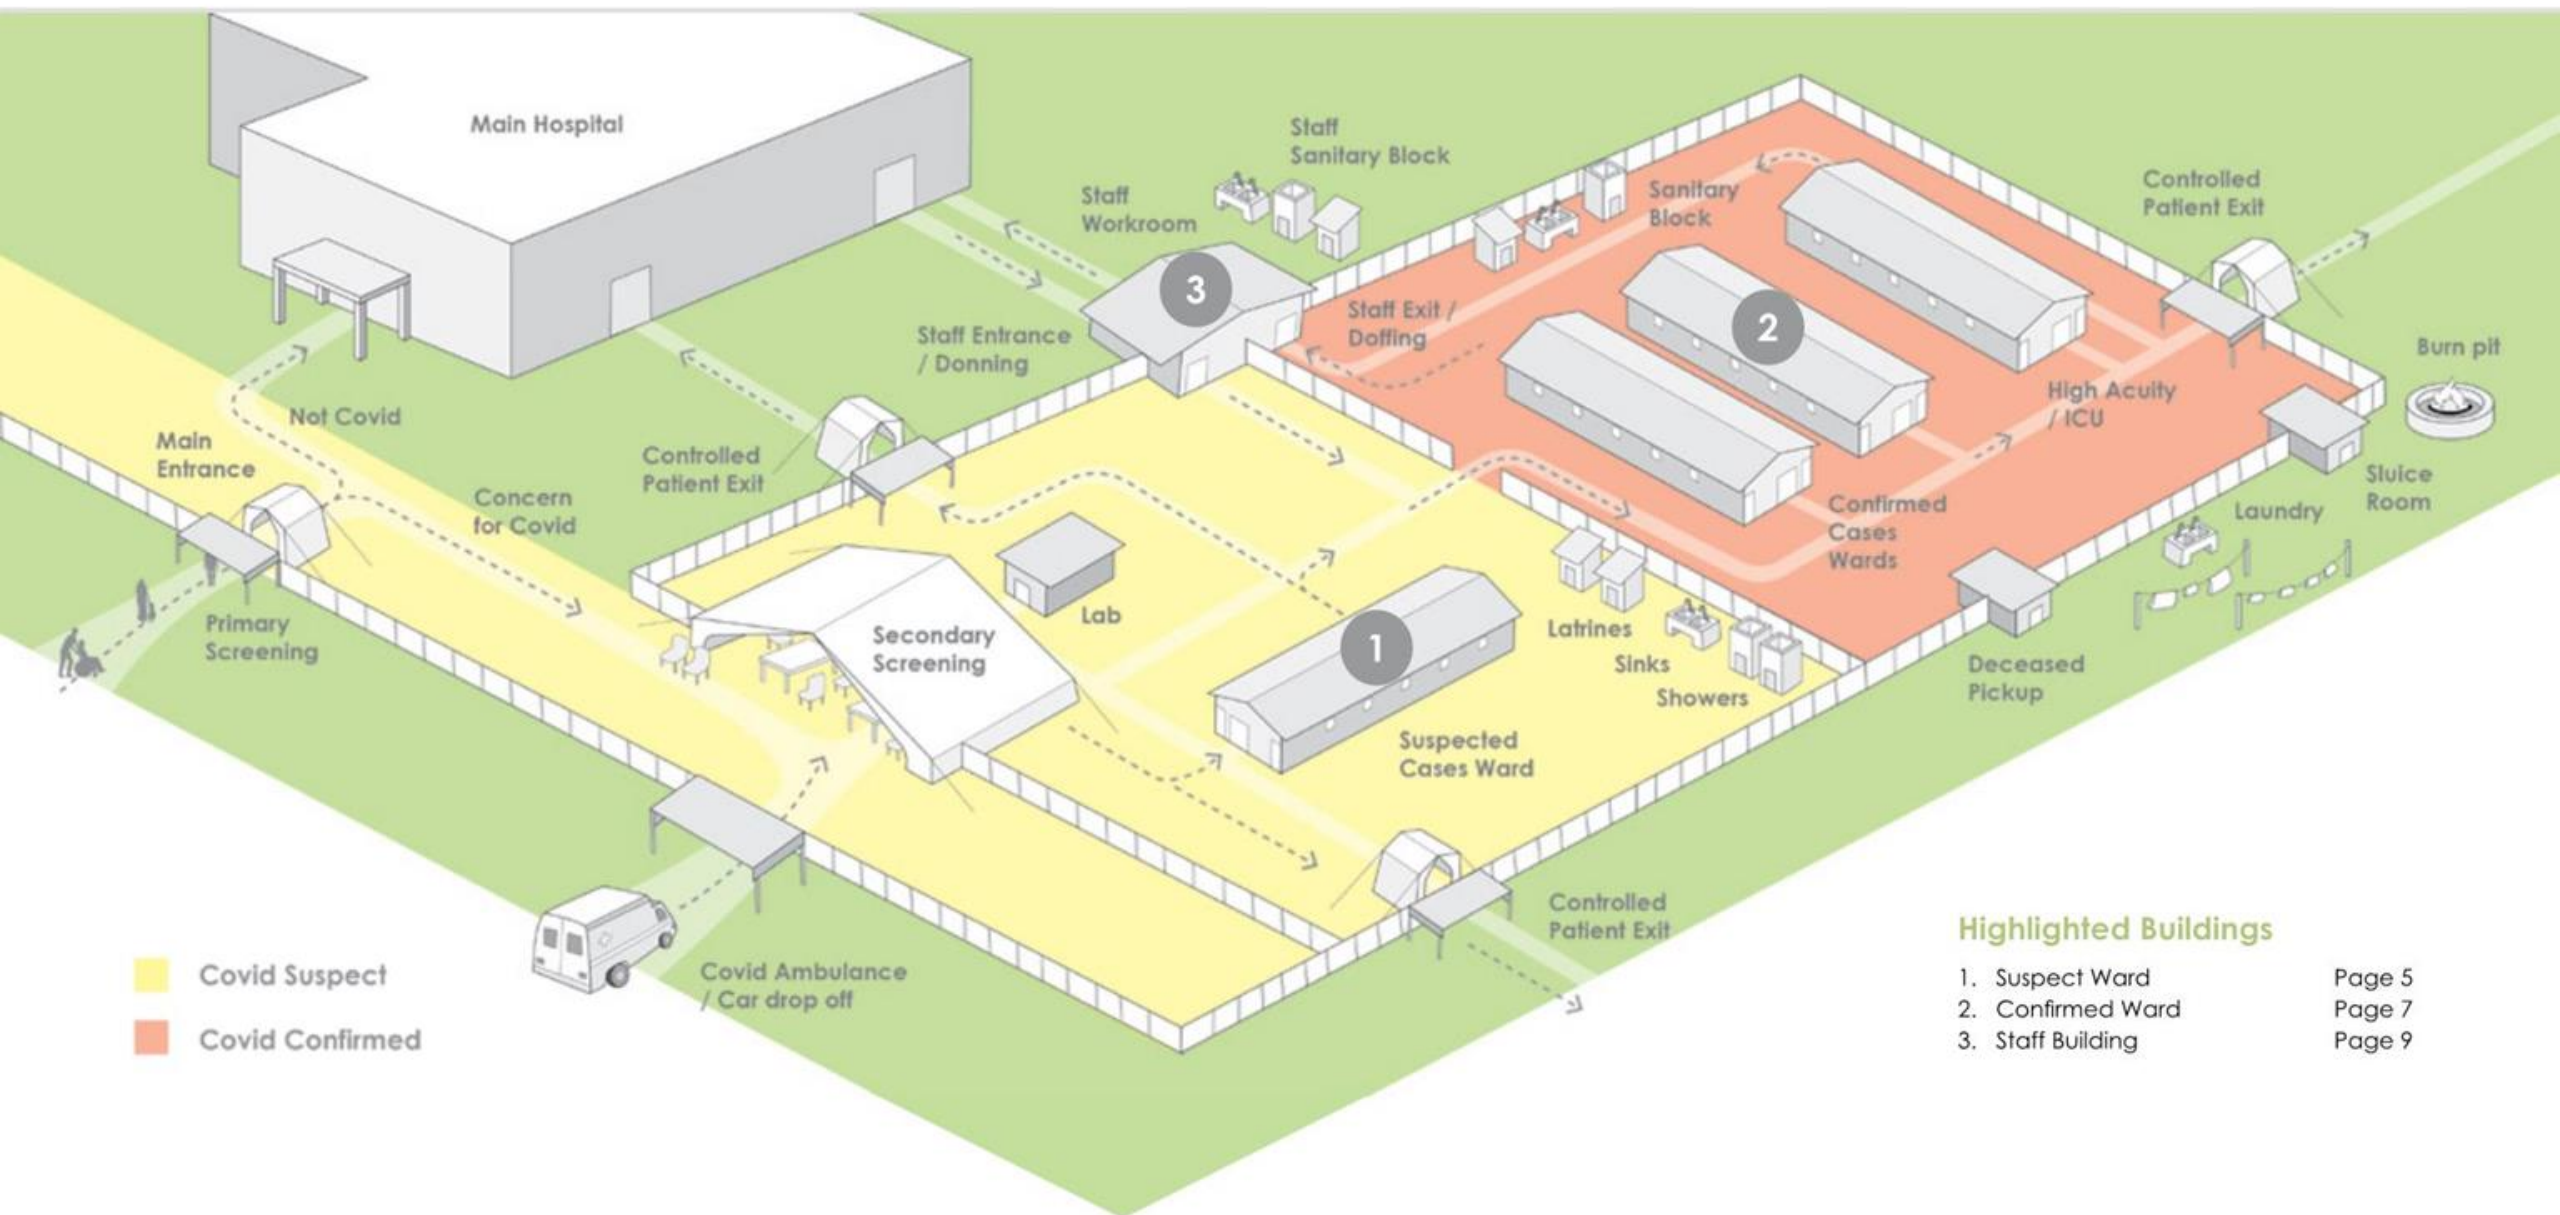 Main Hospital
Staff
Sanitary Block
Staff
Workroom
3
Sanitary
Block
Controlled
Patient Exit
Staff Entrance
/ Donning
Staff Exit /
Doffing
2
Burn pit
High Acuity
/ ICU
Not Covid
Main
Entrance
Controlled
Patient Exit
Concern
for Covid
Confirmed
Cases
Wards
Sluice
Room
Laundry
Primary
Screening
Secondary
Screening
Lab
1
Latrines
Sinks
Showers
Deceased
Pickup
Suspected
Cases Ward
Controlled
Patient Exit
Covid Ambulance
/ Car drop off
Covid Suspect
Covid Confirmed
Highlighted Buildings
1. Suspect Ward Page 5
2. Confirmed Ward Page 7
3. Staff Building Page 9